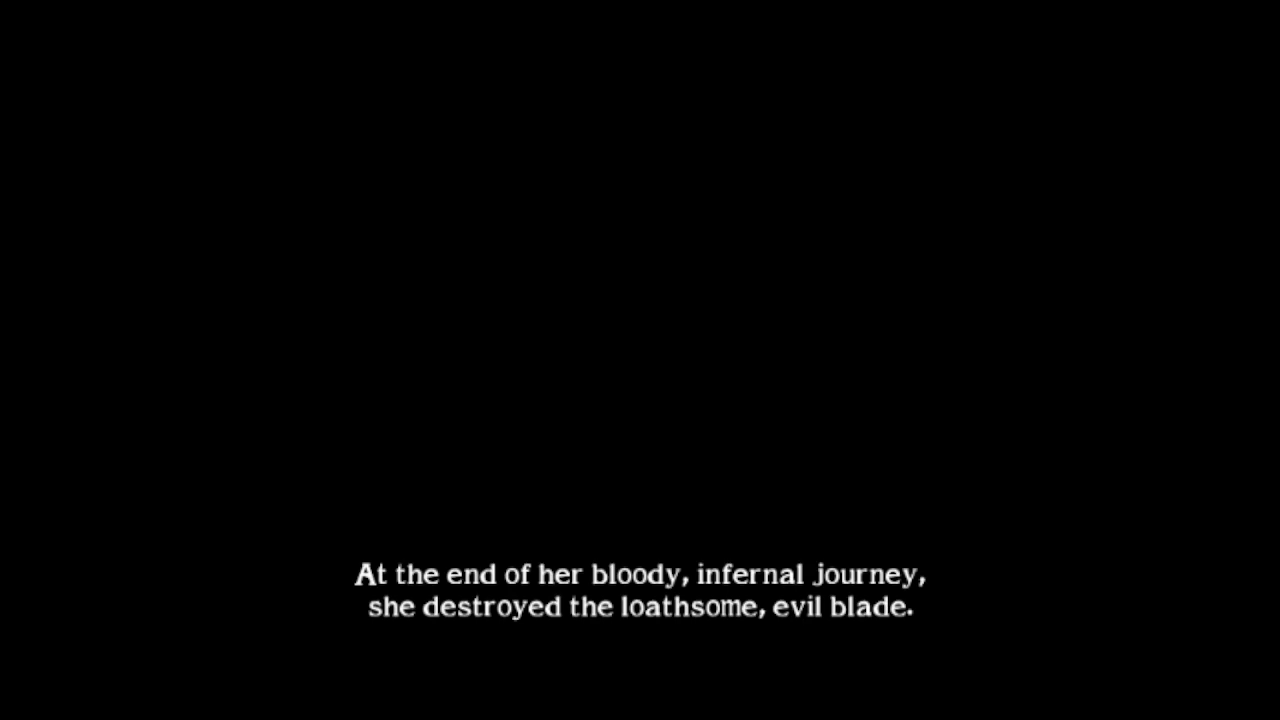 At the end of her bloody, infernal journey,
she destroyed the loathsome, evil blade.